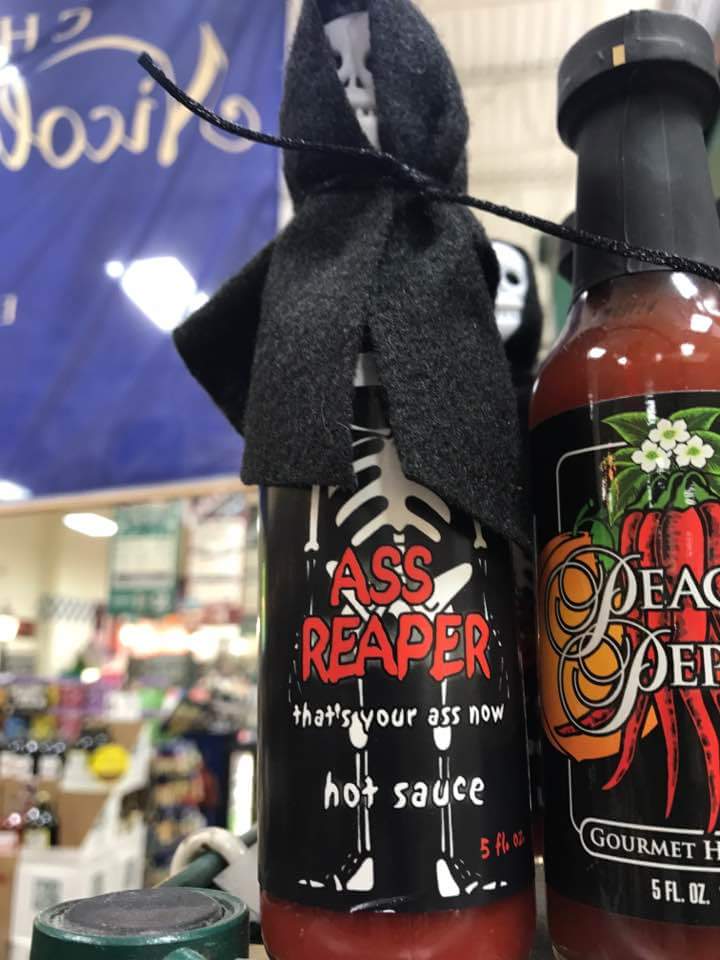 ASS
REAPER
that's your ass now
hot sauce
5 fl. oz.
GOURMET
5 FL. OZ.